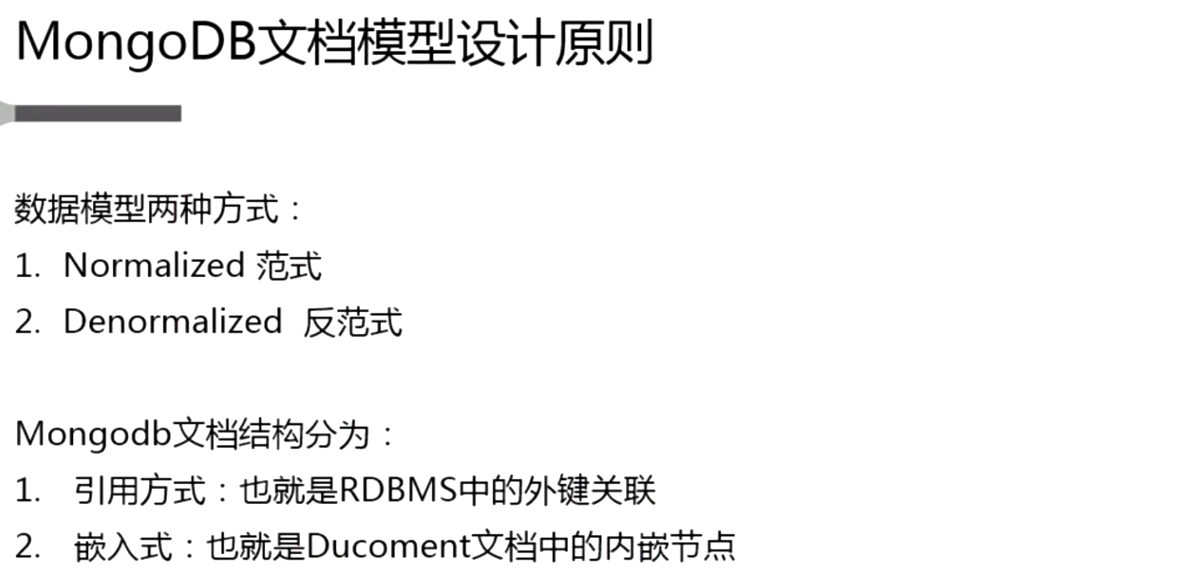 MongoDB文档模型设计原则
数据模型两种方式：
1. Normalized 范式
2. Denormalized 反范式
Mongodb文档结构分为：
1. 引用方式：也就是RDBMS中的外键关联
2. 嵌入式：也就是Ducoment文档中的内嵌节点